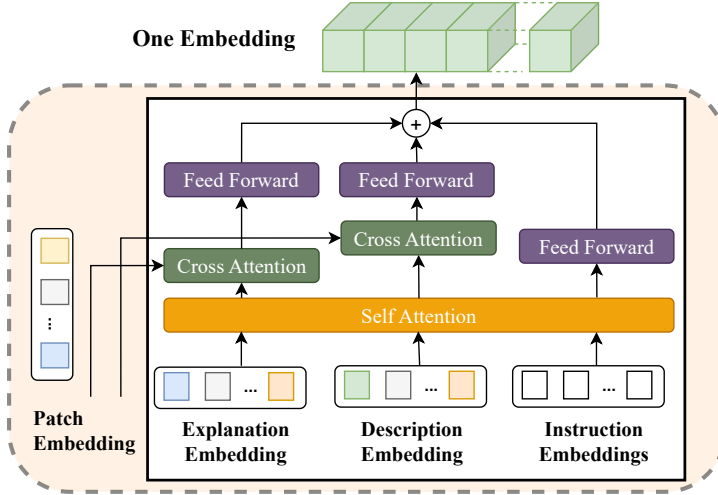 One Embedding
+
Feed Forward
Feed Forward
Cross Attention
Cross Attention
Feed Forward
Self Attention
...
...
...
...
Patch
Embedding
Explanation
Embedding
Description
Embedding
Instruction
Embeddings